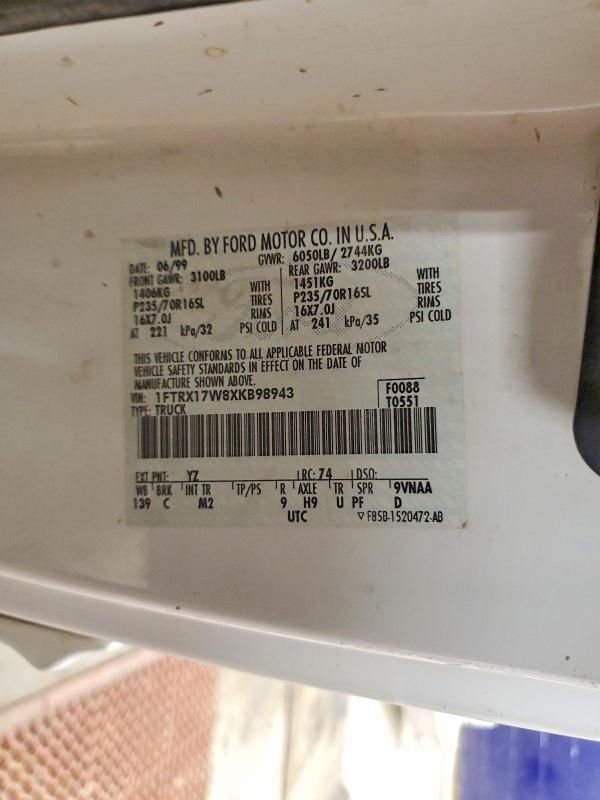 MFD. BY FORD MOTOR CO. IN U.S.A.
DATE: 06/99 GVWR: 6050LB/ 2744KG
FRONT GAWR: 3100LB REAR GAWR: 3200LB
1406KG WITH 1451KG WITH
P235/70R16SL TIRES P235/70R16SL TIRES
16X7.0J RIMS 16X7.0J RIMS
AT 221 kPa/32 PSI COLD AT 241 kPa/35 PSI COLD
THIS VEHICLE CONFORMS TO ALL APPLICABLE FEDERAL MOTOR
VEHICLE SAFETY STANDARDS IN EFFECT ON THE DATE OF
MANUFACTURE SHOWN ABOVE.
VIN: 1FTRX17W8XKB98943 F0088
TYPE: TRUCK T0551
EXT PNT: YZ RC: 74 DSO:
WB BRK INT TR TP/PS R AXLE TR SPR 9VNAA
139 C M2 9 H9 U PF D
UTC ▽ F85B-1520472-AB